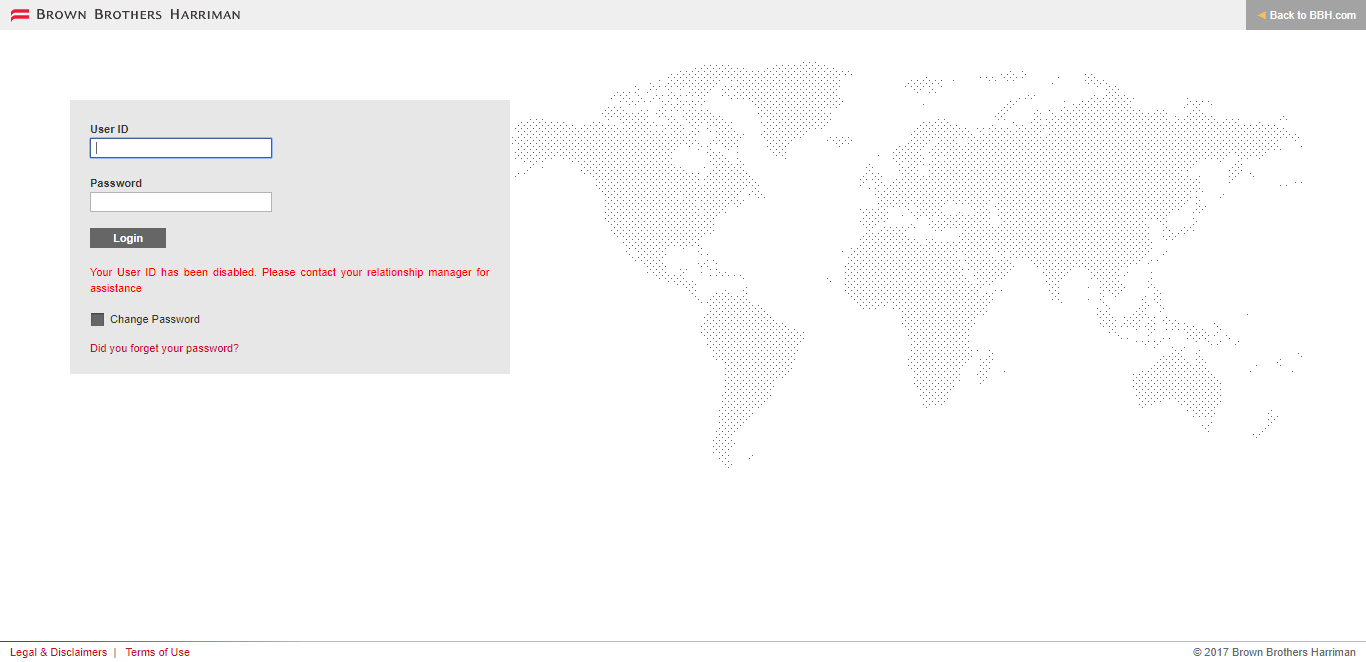 BROWN BROTHERS HARRIMAN
Back to BBH.com
User ID
Password
Login
Your User ID has been disabled. Please contact your relationship manager for
assistance
Change Password
Did you forget your password?
Legal & Disclaimers | Terms of Use
© 2017 Brown Brothers Harriman